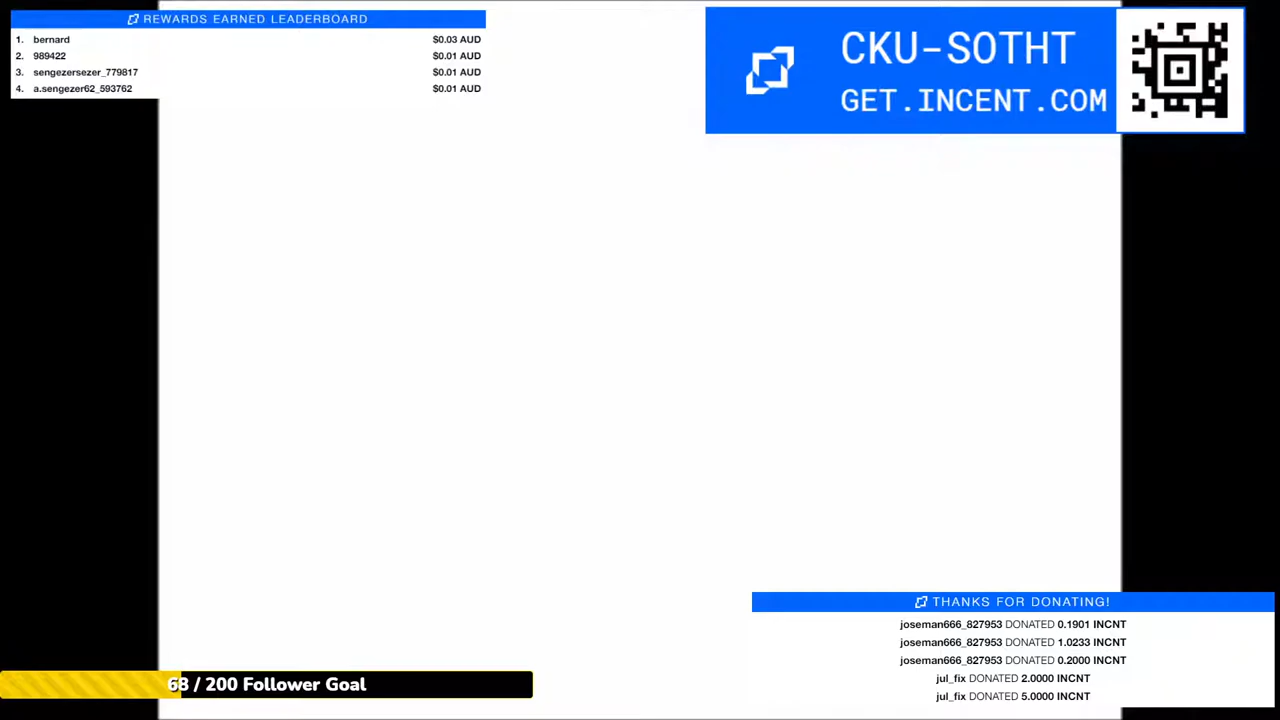 REWARDS EARNED LEADERBOARD
1. bernard $0.03 AUD
2. 989422 $0.01 AUD
3. sengezersezer_779817 $0.01 AUD
4. a.sengezer62_593762 $0.01 AUD
CKU-SOTHT
GET.INCENT.COM
THANKS FOR DONATING!
joseman666_827953 DONATED 0.1901 INCNT
joseman666_827953 DONATED 1.0233 INCNT
joseman666_827953 DONATED 0.2000 INCNT
jul_fix DONATED 2.0000 INCNT
jul_fix DONATED 5.0000 INCNT
68 / 200 Follower Goal